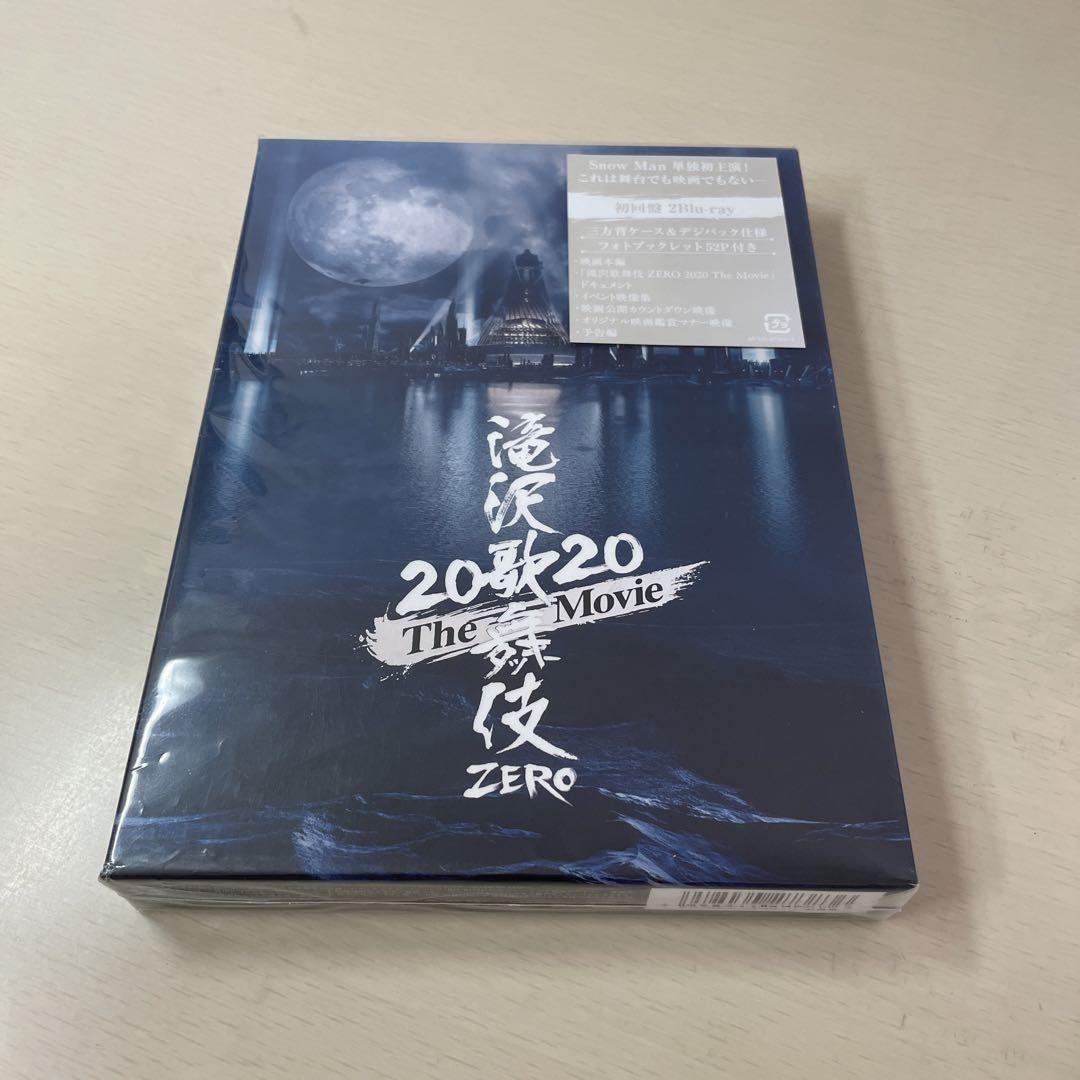 Snow Man 単独初主演！
これは舞台でも映画でもない―
初回盤 2Blu-ray
三方背ケース＆デジパック仕様
フォトブックレット52P付き
・映画本編
・「滝沢歌舞伎 ZERO 2020 The Movie」
ドキュメント
・イベント映像集
・映画公開カウントダウン映像
・オリジナル映画鑑賞マナー映像
・予告編
滝沢歌舞伎
2020
The Movie
ZERO